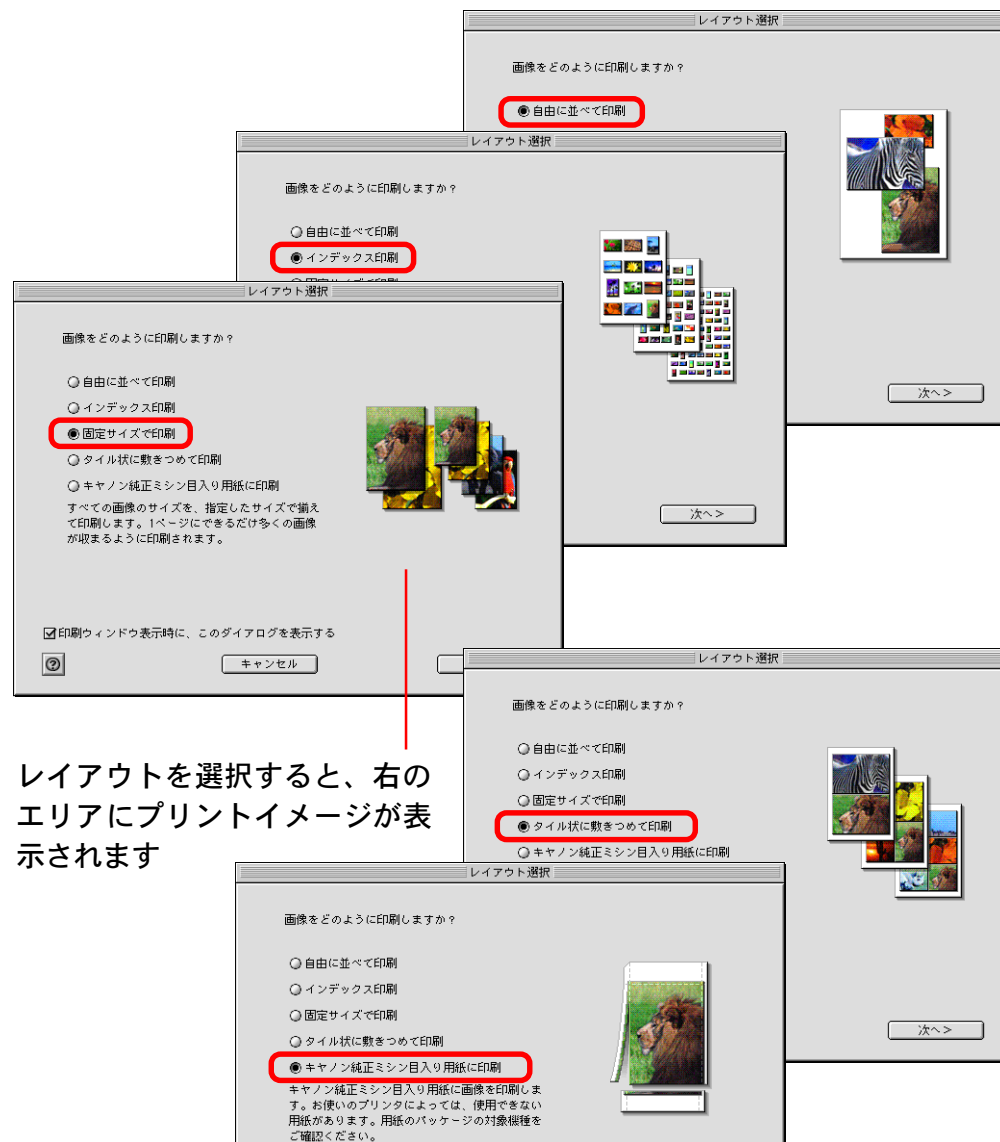 レイアウト選択
画像をどのように印刷しますか？
自由に並べて印刷
次へ＞
レイアウト選択
画像をどのように印刷しますか？
自由に並べて印刷
インデックス印刷
次へ＞
レイアウト選択
画像をどのように印刷しますか？
自由に並べて印刷
インデックス印刷
固定サイズで印刷
タイル状に敷きつめて印刷
キヤノン純正ミシン目入り用紙に印刷
すべての画像のサイズを、指定したサイズで揃え
て印刷します。1ページにできるだけ多くの画像
が収まるように印刷されます。
印刷ウィンドウ表示時に、このダイアログを表示する
キャンセル
レイアウトを選択すると、右の
エリアにプリントイメージが表
示されます
レイアウト選択
画像をどのように印刷しますか？
自由に並べて印刷
インデックス印刷
固定サイズで印刷
タイル状に敷きつめて印刷
キヤノン純正ミシン目入り用紙に印刷
次へ＞
レイアウト選択
画像をどのように印刷しますか？
自由に並べて印刷
インデックス印刷
固定サイズで印刷
タイル状に敷きつめて印刷
キヤノン純正ミシン目入り用紙に印刷
キヤノン純正ミシン目入り用紙に画像を印刷しま
す。お使いのプリンタによっては、使用できない
用紙があります。用紙のパッケージの対象機種を
ご確認ください。